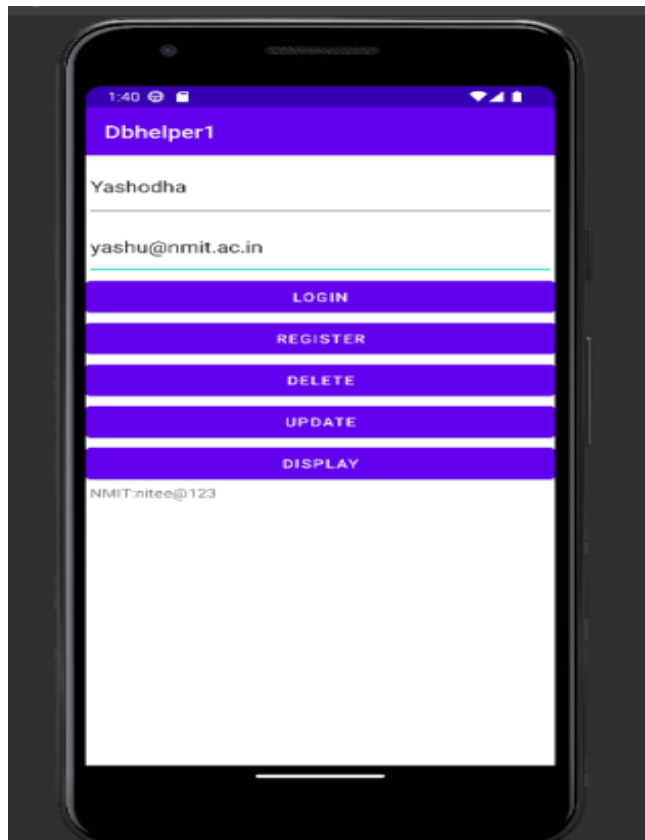 1:40
Dbhelper1
Yashodha
yashu@nmit.ac.in
LOGIN
REGISTER
DELETE
UPDATE
DISPLAY
NMIT:nitee@123